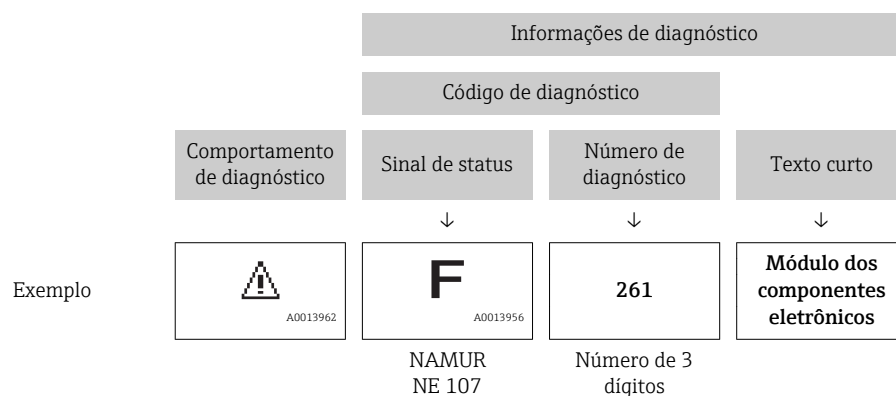 Informações de diagnóstico
Código de diagnóstico
Comportamento
de diagnóstico
Sinal de status
Número de
diagnóstico
Texto curto
↓ ↓ ↓
Exemplo
A0013962
F
A0013956
261
Módulo dos
componentes
eletrônicos
NAMUR
NE 107
Número de 3
dígitos